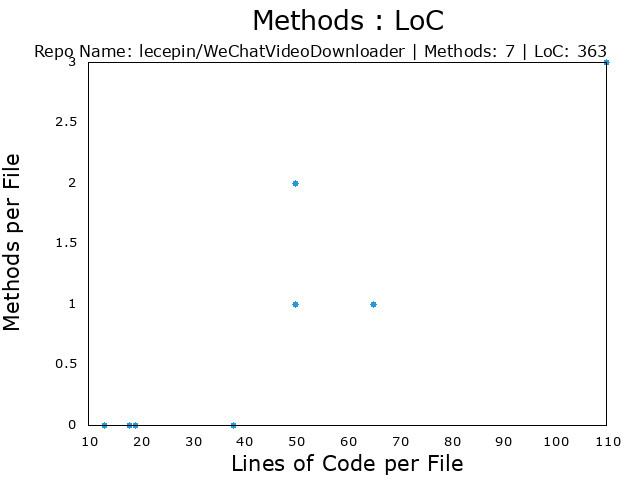 Methods : LoC
Repo Name: lecepin/WeChatVideoDownloader | Methods: 7 | LoC: 363
3
2.5
2
1.5
1
0.5
0
Methods per File
10 20 30 40 50 60 70 80 90 100 110
Lines of Code per File